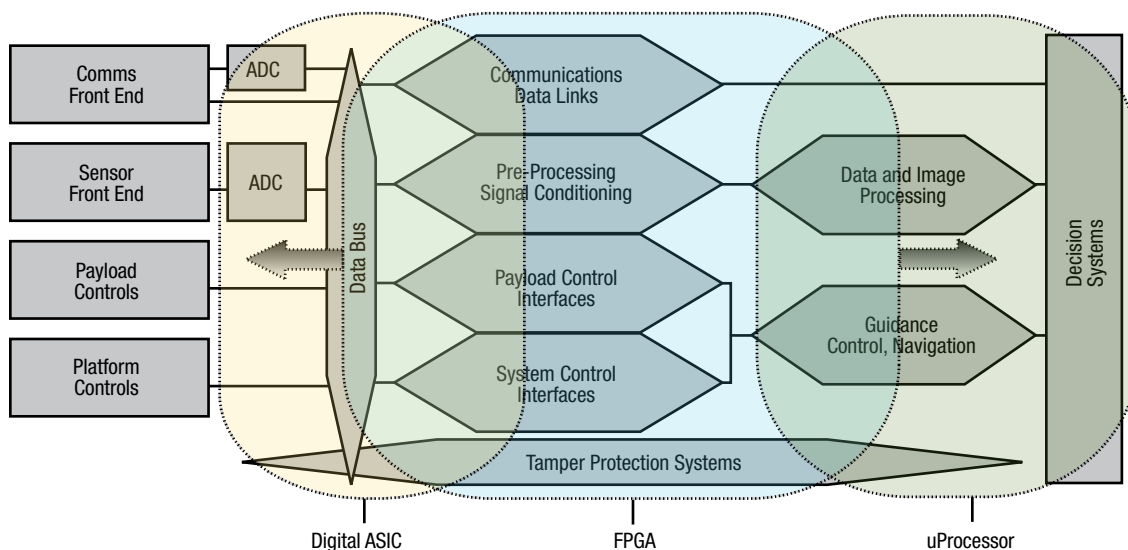 Comms
Front End
ADC
Communications
Data Links
Sensor
Front End
ADC
Pre-Processing
Signal Conditioning
Data and Image
Processing
Payload
Controls
Data Bus
Payload Control
Interfaces
Decision
Systems
Platform
Controls
System Control
Interfaces
Guidance
Control, Navigation
Tamper Protection Systems
Digital ASIC
FPGA
uProcessor